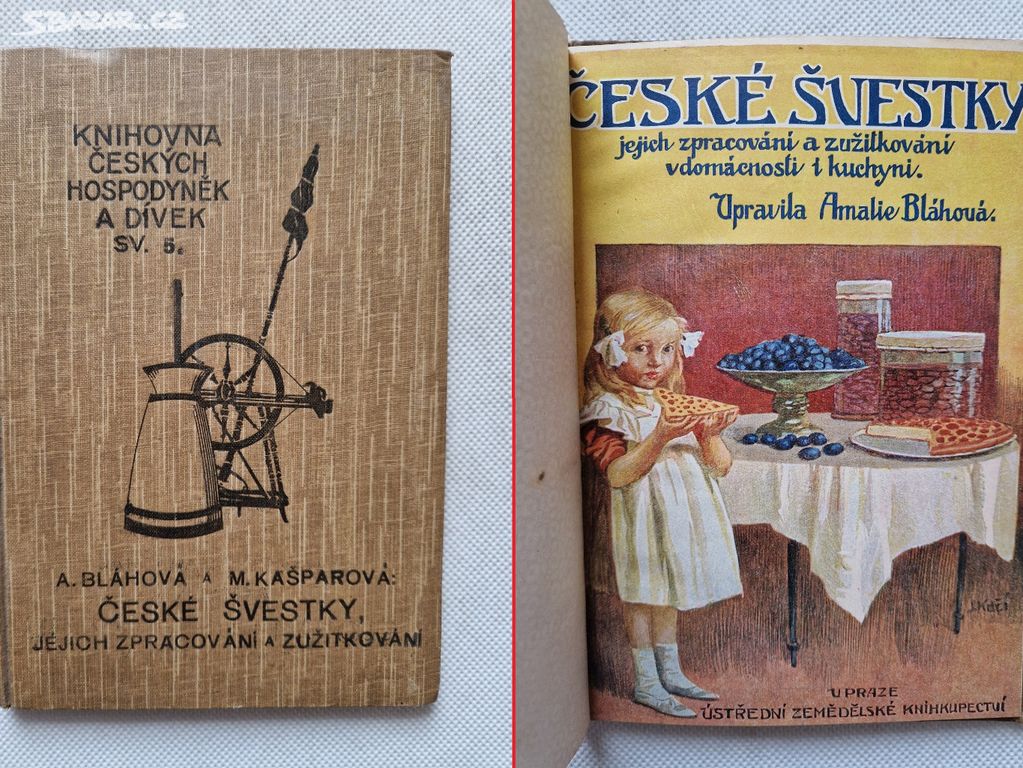 SBAZAR.CZ
KNIHOVNA
ČESKÝCH
HOSPODYNĚK
A DÍVEK
SV. 5.
A. BLÁHOVÁ A M. KAŠPAROVÁ:
ČESKÉ ŠVESTKY,
JEJICH ZPRACOVÁNÍ A ZUŽITKOVÁNÍ
ČESKÉ ŠVESTKY
jejich zpracování a zužitkování
v domácnosti i kuchyni.
Upravila Amalie Bláhová.
J. Kočí
V PRAZE
ÚSTŘEDNÍ ZEMĚDĚLSKÉ KNIHKUPECTVÍ